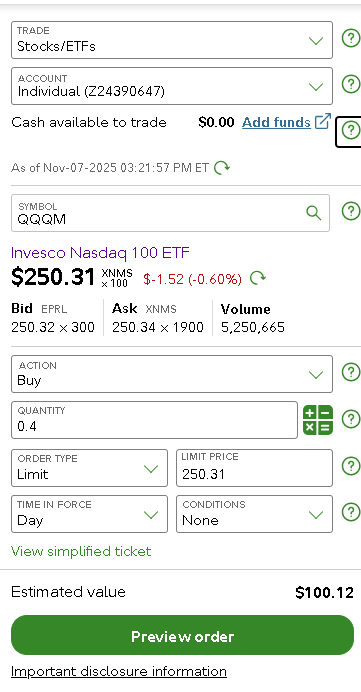 TRADE
Stocks/ETFs
ACCOUNT
Individual (Z24390647)
Cash available to trade $0.00 Add funds
As of Nov-07-2025 03:21:57 PM ET
SYMBOL
QQQM
Invesco Nasdaq 100 ETF
$250.31 XNMS x 100 $-1.52 (-0.60%)
Bid EPRL Ask XNMS Volume
250.32 × 300 250.34 × 1900 5,250,665
ACTION
Buy
QUANTITY
0.4
ORDER TYPE LIMIT PRICE
Limit 250.31
TIME IN FORCE CONDITIONS
Day None
View simplified ticket
Estimated value $100.12
Preview order
Important disclosure information